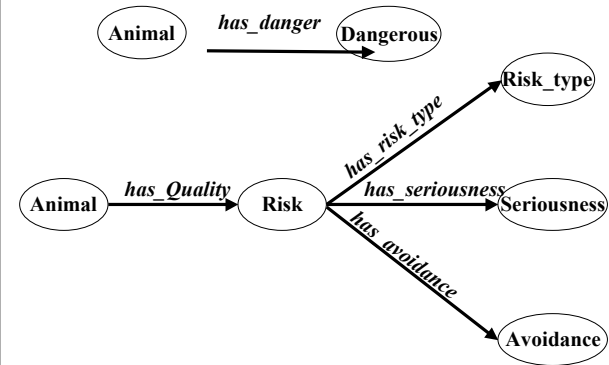 has_danger
Animal
Dangerous
Risk_type
has_risk_type
Animal
has_Quality
Risk
has_seriousness
Seriousness
has_avoidance
Avoidance